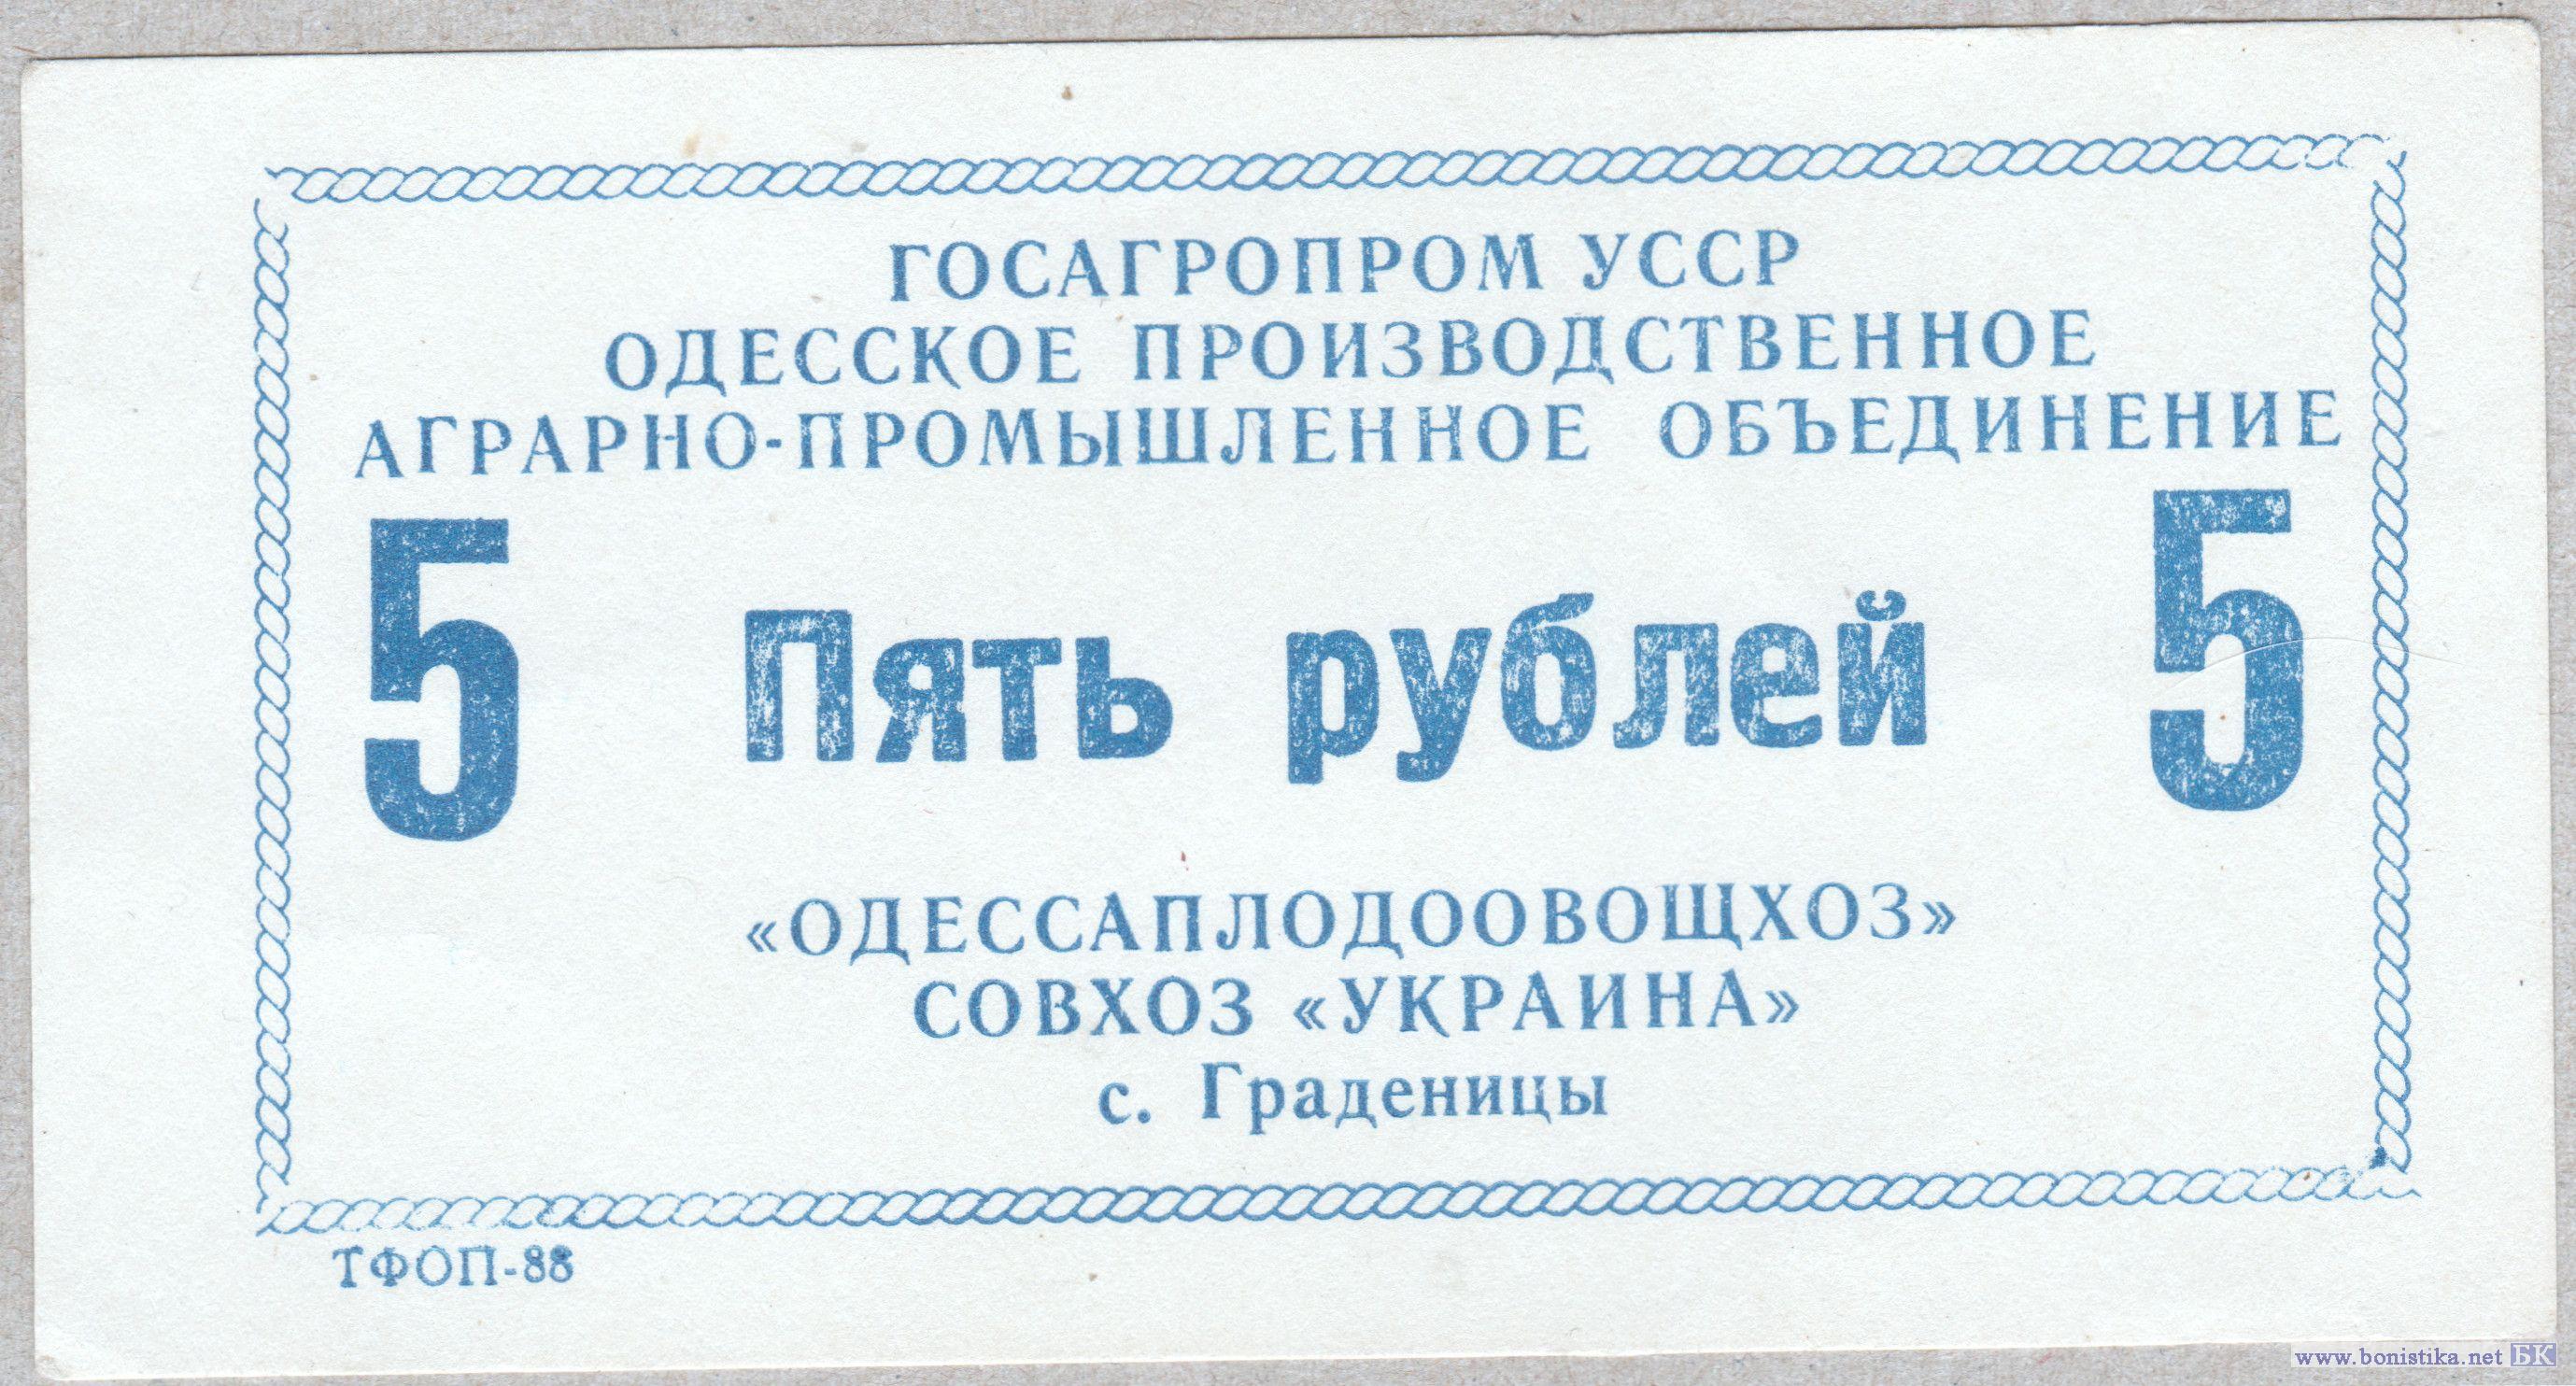 ГОСАГРОПРОМ УССР
ОДЕССКОЕ ПРОИЗВОДСТВЕННОЕ
АГРАРНО-ПРОМЫШЛЕННОЕ ОБЪЕДИНЕНИЕ
5 Пять рублей 5
«ОДЕССАПЛОДООВОЩХОЗ»
СОВХОЗ «УКРАИНА»
с. Граденицы
ТФОП-88
www.bonistika.net БК